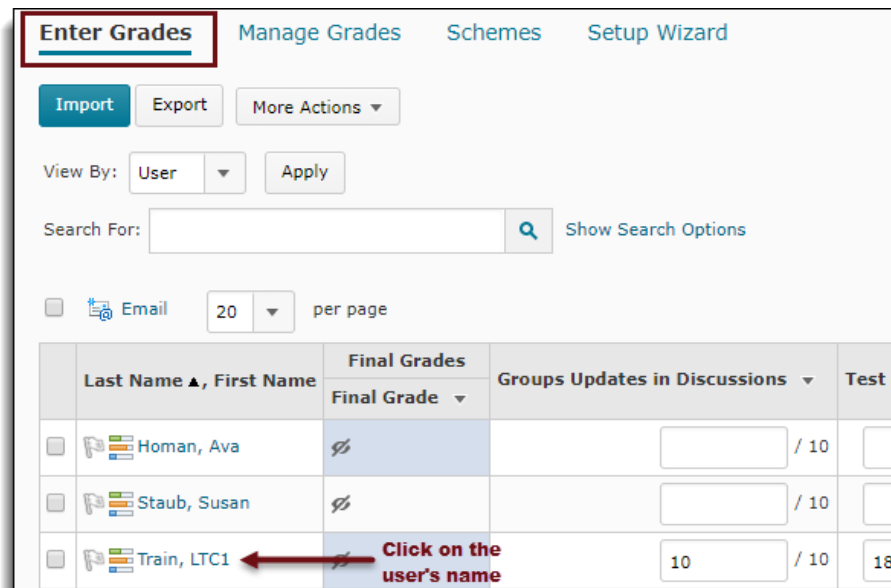 Enter Grades Manage Grades Schemes Setup Wizard
Import Export More Actions
View By: User Apply
Search For: Show Search Options
Email 20 per page
Last Name ▲, First Name Final Grades Groups Updates in Discussions Test
Final Grade
Homan, Ava / 10
Staub, Susan / 10
Train, LTC1 Click on the 10 / 10 18
user's name